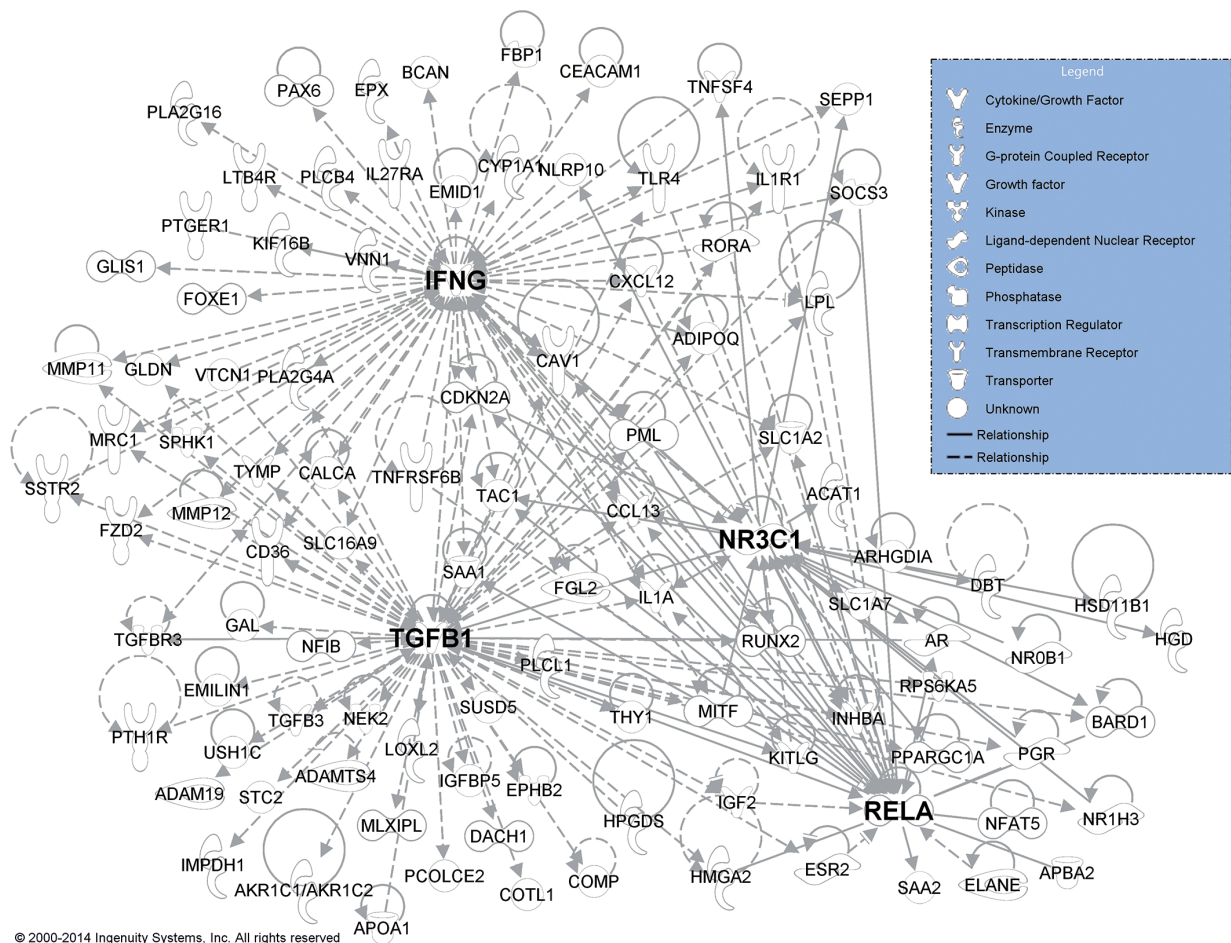 FBP1
CEACAM1
BCAN
PAX6
EPX
TNFSF4
SEPP1
PLA2G16
LTB4R
PLCB4
IL27RA
EMID1
CYP1A1
NLRP10
TLR4
IL1R1
SOCS3
PTGER1
KIF16B
VNN1
RORA
GLIS1
FOXE1
IFNG
CXCL12
LPL
ADIPOQ
MMP11
GLDN
VTCN1
PLA2G4A
CAV1
CDKN2A
MRC1
SPHK1
PML
SLC1A2
SSTR2
TYMP
CALCA
TNFRSF6B
TAC1
ACAT1
FZD2
MMP12
CD36
SLC16A9
CCL13
NR3C1
ARHGDIA
SAA1
FGL2
IL1A
DBT
SLC1A7
HSD11B1
TGFBR3
GAL
NFIB
TGFB1
RUNX2
AR
NR0B1
HGD
PLCL1
EMILIN1
RPS6KA5
PTH1R
TGFB3
NEK2
SUSD5
THY1
MITF
INHBA
BARD1
USH1C
LOXL2
KITLG
PPARGC1A
PGR
ADAM19
STC2
ADAMTS4
IGFBP5
EPHB2
IGF2
RELA
MLXIPL
DACH1
HPGDS
NFAT5
NR1H3
IMPDH1
AKR1C1/AKR1C2
PCOLCE2
COTL1
COMP
HMGA2
ESR2
SAA2
ELANE
APBA2
APOA1
Legend
Cytokine/Growth Factor
Enzyme
G-protein Coupled Receptor
Growth factor
Kinase
Ligand-dependent Nuclear Receptor
Peptidase
Phosphatase
Transcription Regulator
Transmembrane Receptor
Transporter
Unknown
Relationship
Relationship
© 2000-2014 Ingenuity Systems, Inc. All rights reserved